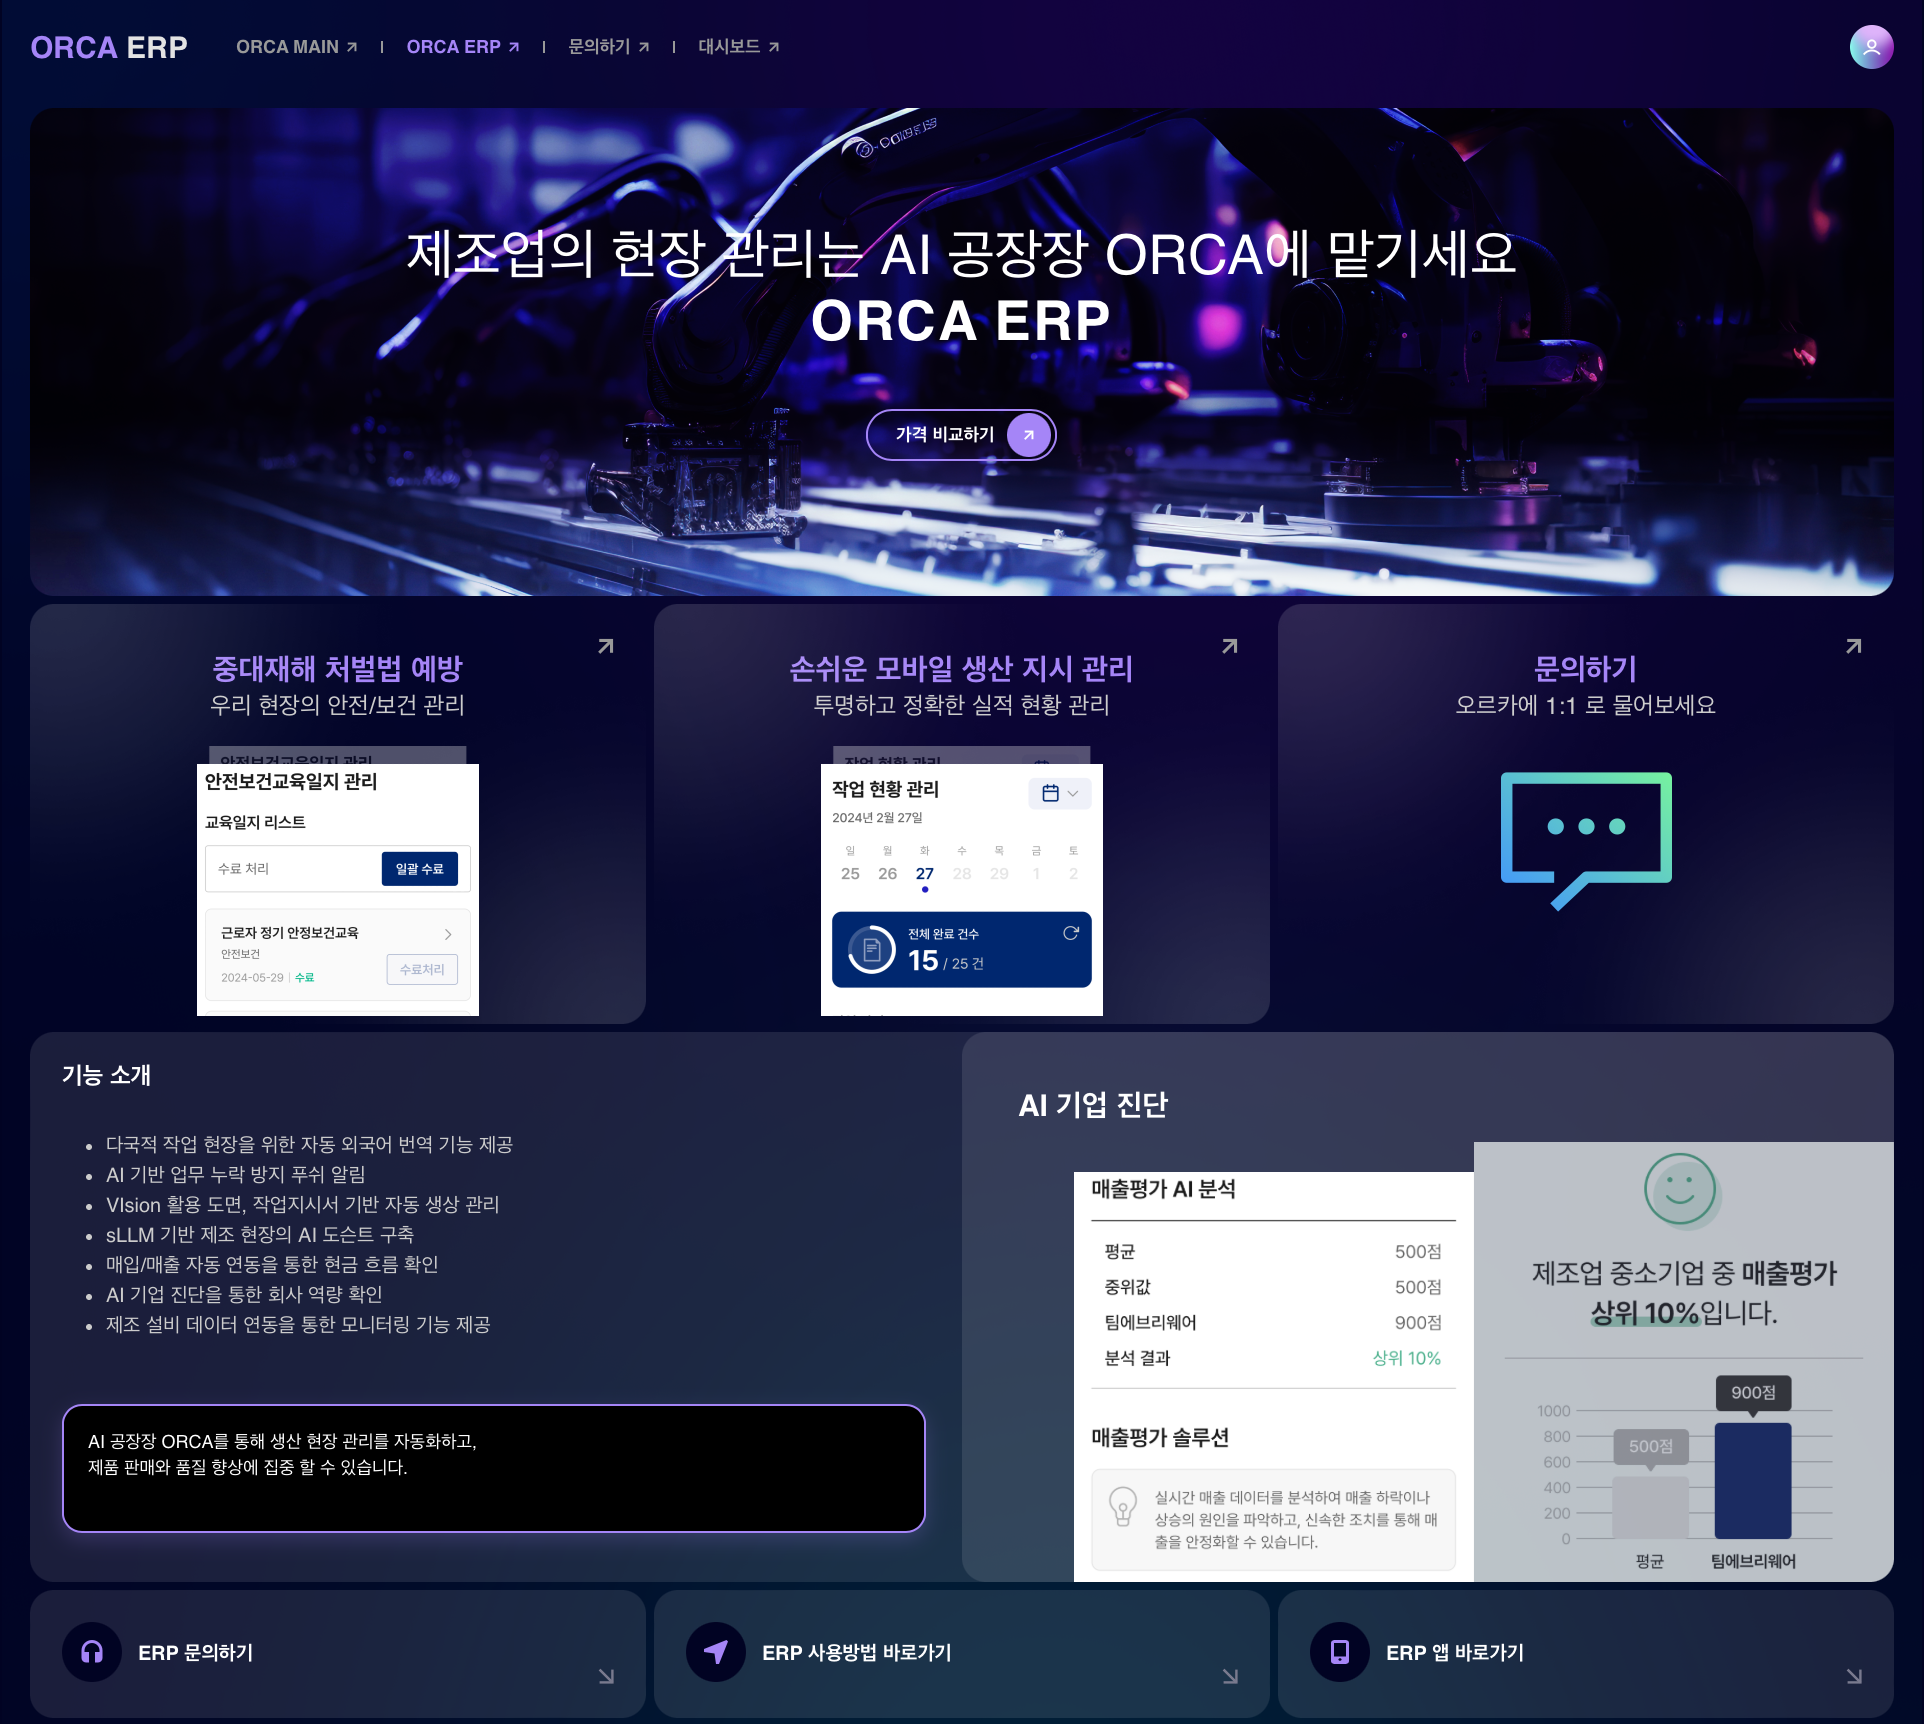 ORCA ERP
ORCA MAIN
ORCA ERP
문의하기
대시보드
제조업의 현장 관리는 AI 공장장 ORCA에 맡기세요
ORCA ERP
가격 비교하기
중대재해 처벌법 예방
우리 현장의 안전/보건 관리
안전보건교육일지 관리
안전보건교육일지 관리
교육일지 리스트
수료 처리
일괄 수료
근로자 정기 안정보건교육
안전보건
2024-05-29 | 수료
수료처리
손쉬운 모바일 생산 지시 관리
투명하고 정확한 실적 현황 관리
작업 현황 관리
작업 현황 관리
2024년 2월 27일
일 월 화 수 목 금 토
25 26 27 28 29 1 2
전체 완료 건수
15 / 25 건
문의하기
오르카에 1:1 로 물어보세요
기능 소개
다국적 작업 현장을 위한 자동 외국어 번역 기능 제공
AI 기반 업무 누락 방지 푸쉬 알림
VIsion 활용 도면, 작업지시서 기반 자동 생상 관리
sLLM 기반 제조 현장의 AI 도슨트 구축
매입/매출 자동 연동을 통한 현금 흐름 확인
AI 기업 진단을 통한 회사 역량 확인
제조 설비 데이터 연동을 통한 모니터링 기능 제공
AI 공장장 ORCA를 통해 생산 현장 관리를 자동화하고,
제품 판매와 품질 향상에 집중 할 수 있습니다.
AI 기업 진단
매출평가 AI 분석
평균 500점
중위값 500점
팀에브리웨어 900점
분석 결과 상위 10%
매출평가 솔루션
실시간 매출 데이터를 분석하여 매출 하락이나
상승의 원인을 파악하고, 신속한 조치를 통해 매
출을 안정화할 수 있습니다.
제조업 중소기업 중 매출평가
상위 10%입니다.
900점
500점
1000
800
600
400
200
0
평균
팀에브리웨어
ERP 문의하기
ERP 사용방법 바로가기
ERP 앱 바로가기